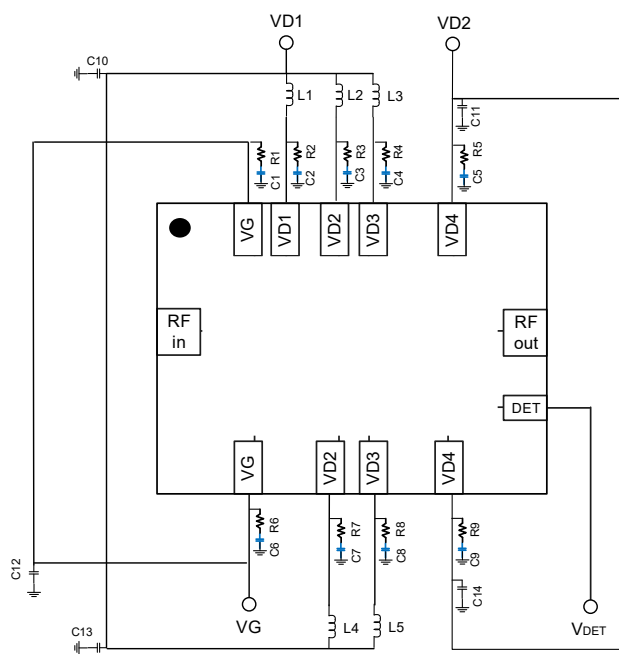 VD1
VD2
C10
L1
L2
L3
C11
R1
C1
R2
C2
R3
C3
R4
C4
R5
C5
VG
VD1
VD2
VD3
VD4
RF
in
RF
out
DET
VG
VD2
VD3
VD4
R6
C6
R7
C7
R8
C8
R9
C9
C12
C14
VG
L4
L5
VDET
C13